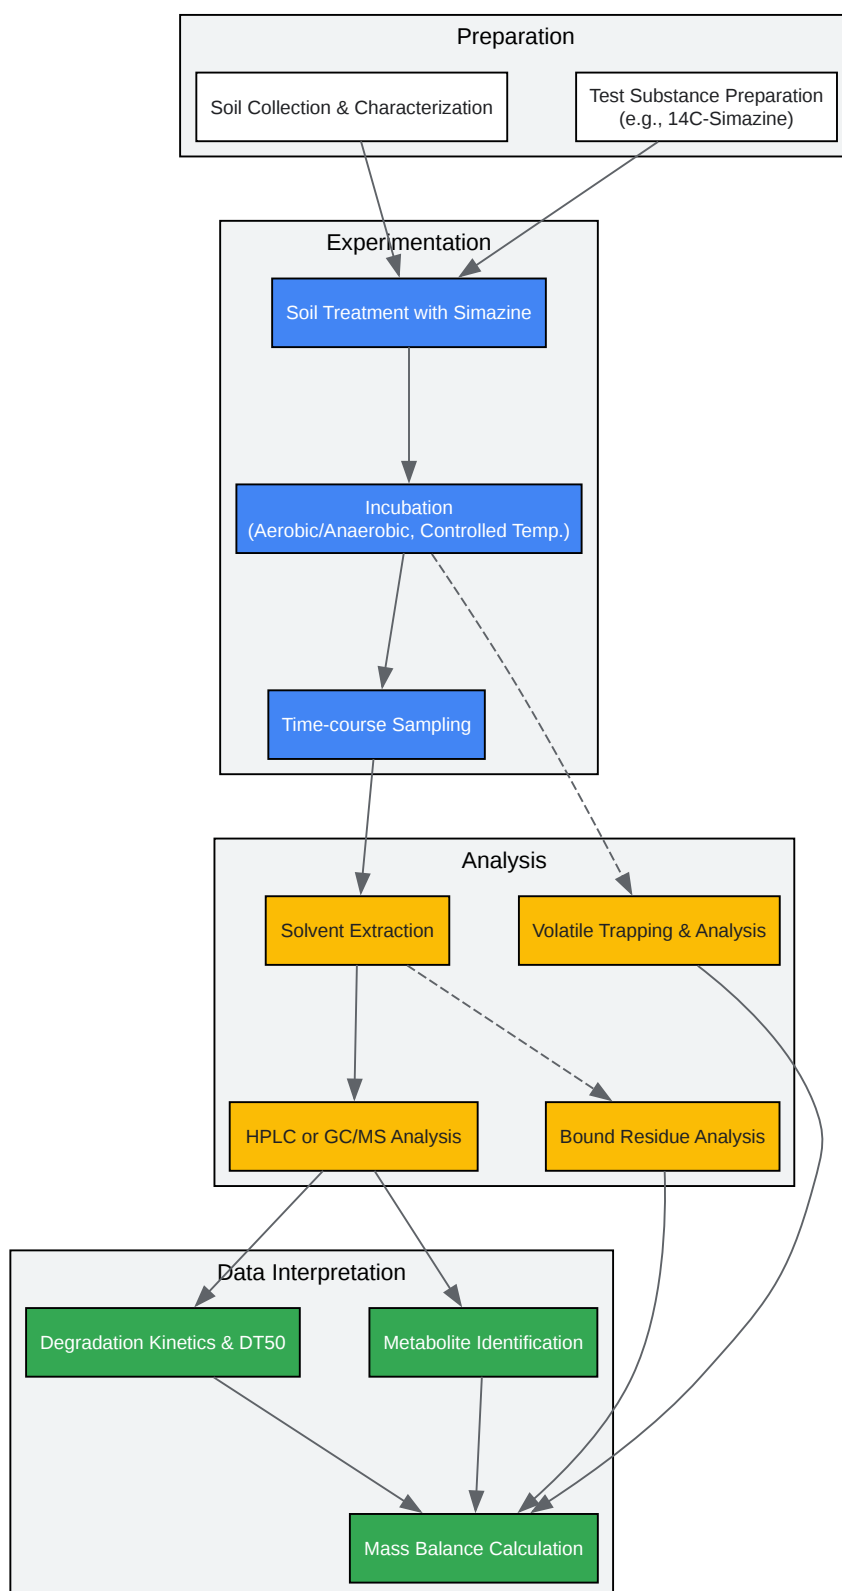 Preparation
Soil Collection & Characterization
Test Substance Preparation
(e.g., 14C-Simazine)
Experimentation
Soil Treatment with Simazine
Incubation
(Aerobic/Anaerobic, Controlled Temp.)
Time-course Sampling
Analysis
Solvent Extraction
Volatile Trapping & Analysis
HPLC or GC/MS Analysis
Bound Residue Analysis
Data Interpretation
Degradation Kinetics & DT50
Metabolite Identification
Mass Balance Calculation